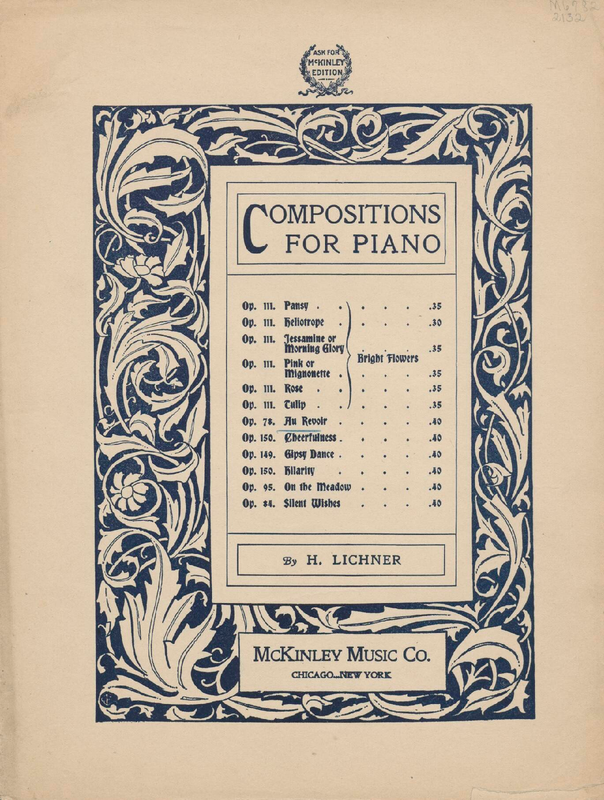 M6982
2132
ASK FOR
McKINLEY
EDITION
COMPOSITIONS
FOR PIANO
Op. 111. Pansy . . . . . .35
Op. 111. Heliotrope . . . . .30
Op. 111. Jessamine or
Morning Glory . . . .35
Bright Flowers
Op. 111. Pink or
Mignonette . . . . .35
Op. 111. Rose . . . . . .35
Op. 111. Tulip . . . . . .35
Op. 78. Au Revoir . . . . .40
Op. 150. Cheerfulness . . . . .40
Op. 149. Gipsy Dance . . . . .40
Op. 150. Hilarity . . . . .40
Op. 95. On the Meadow . . . .40
Op. 84. Silent Wishes . . . . .40
By H. LICHNER
McKINLEY MUSIC CO.
CHICAGO...NEW YORK